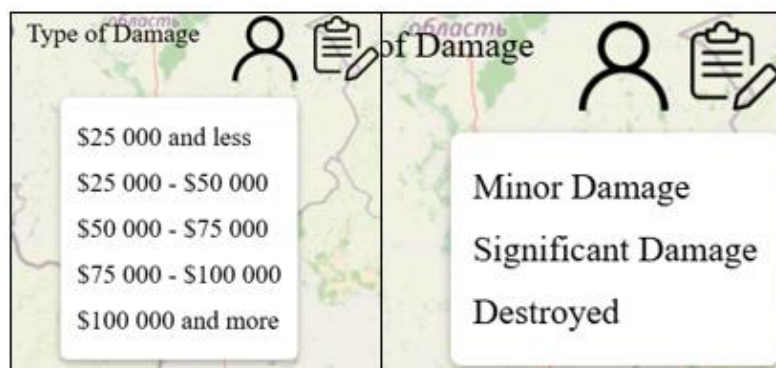 область
Type of Damage
$25 000 and less
$25 000 - $50 000
$50 000 - $75 000
$75 000 - $100 000
$100 000 and more
область
of Damage
Minor Damage
Significant Damage
Destroyed